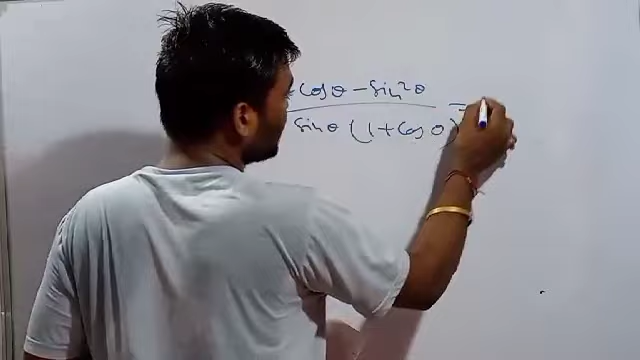 cosθ - sin²θ =
sinθ (1 + cosθ)